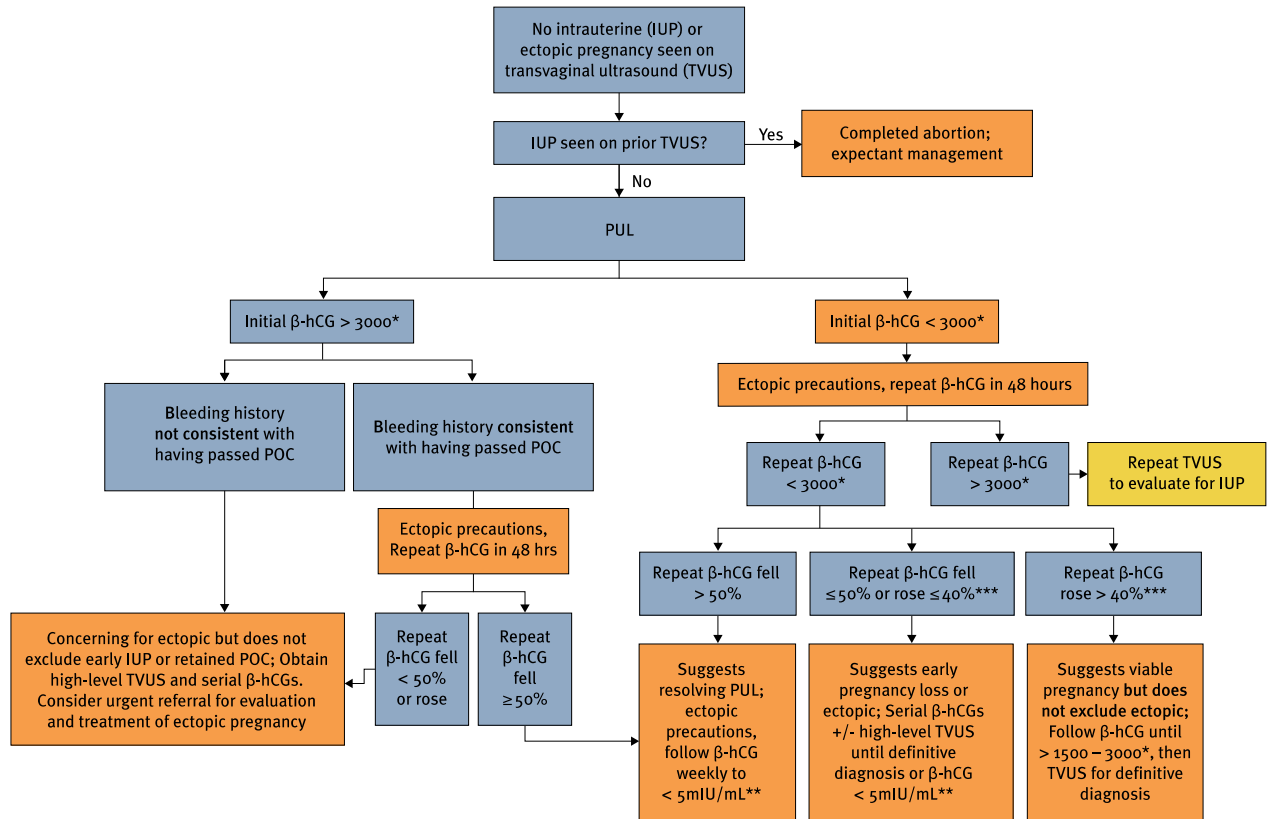 No intrauterine (IUP) or
ectopic pregnancy seen on
transvaginal ultrasound (TVUS)
IUP seen on prior TVUS?
Yes
Completed abortion;
expectant management
No
PUL
Initial β-hCG > 3000*
Initial β-hCG < 3000*
Bleeding history
not consistent with
having passed POC
Bleeding history consistent
with having passed POC
Ectopic precautions, repeat β-hCG in 48 hours
Repeat β-hCG
< 3000*
Repeat β-hCG
> 3000*
Repeat TVUS
to evaluate for IUP
Ectopic precautions,
Repeat β-hCG in 48 hrs
Repeat β-hCG fell
> 50%
Repeat β-hCG fell
≤50% or rose ≤40%***
Repeat β-hCG
rose > 40%***
Concerning for ectopic but does not
exclude early IUP or retained POC; Obtain
high-level TVUS and serial β-hCGs.
Consider urgent referral for evaluation
and treatment of ectopic pregnancy
Repeat
β-hCG fell
< 50%
or rose
Repeat
β-hCG
fell
≥50%
Suggests
resolving PUL;
ectopic
precautions,
follow β-hCG
weekly to
< 5mIU/mL**
Suggests early
pregnancy loss or
ectopic; Serial β-hCGs
+/- high-level TVUS
until definitive
diagnosis or β-hCG
< 5mIU/mL**
Suggests viable
pregnancy but does
not exclude ectopic;
Follow β-hCG until
> 1500 – 3000*, then
TVUS for definitive
diagnosis